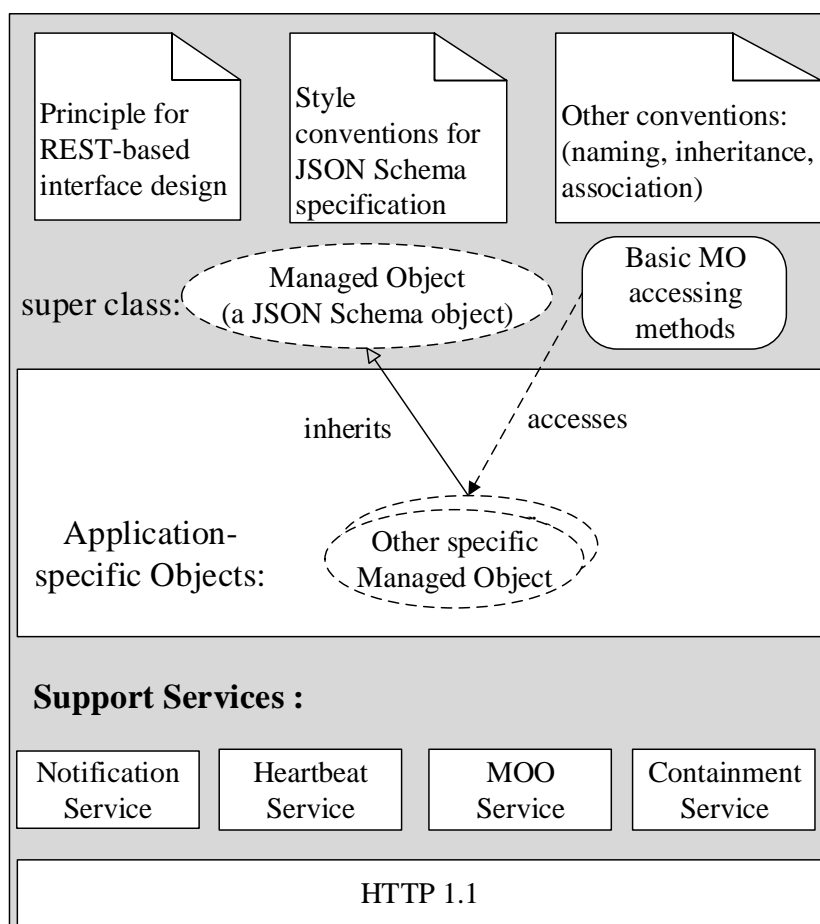 Principle for
REST-based
interface design
Style
conventions for
JSON Schema
specification
Other conventions:
(naming, inheritance,
association)
super class:
Managed Object
(a JSON Schema object)
Basic MO
accessing
methods
inherits
accesses
Application-
specific Objects:
...
Other specific
Managed Object
Support Services :
Notification
Service
Heartbeat
Service
MOO
Service
Containment
Service
HTTP 1.1